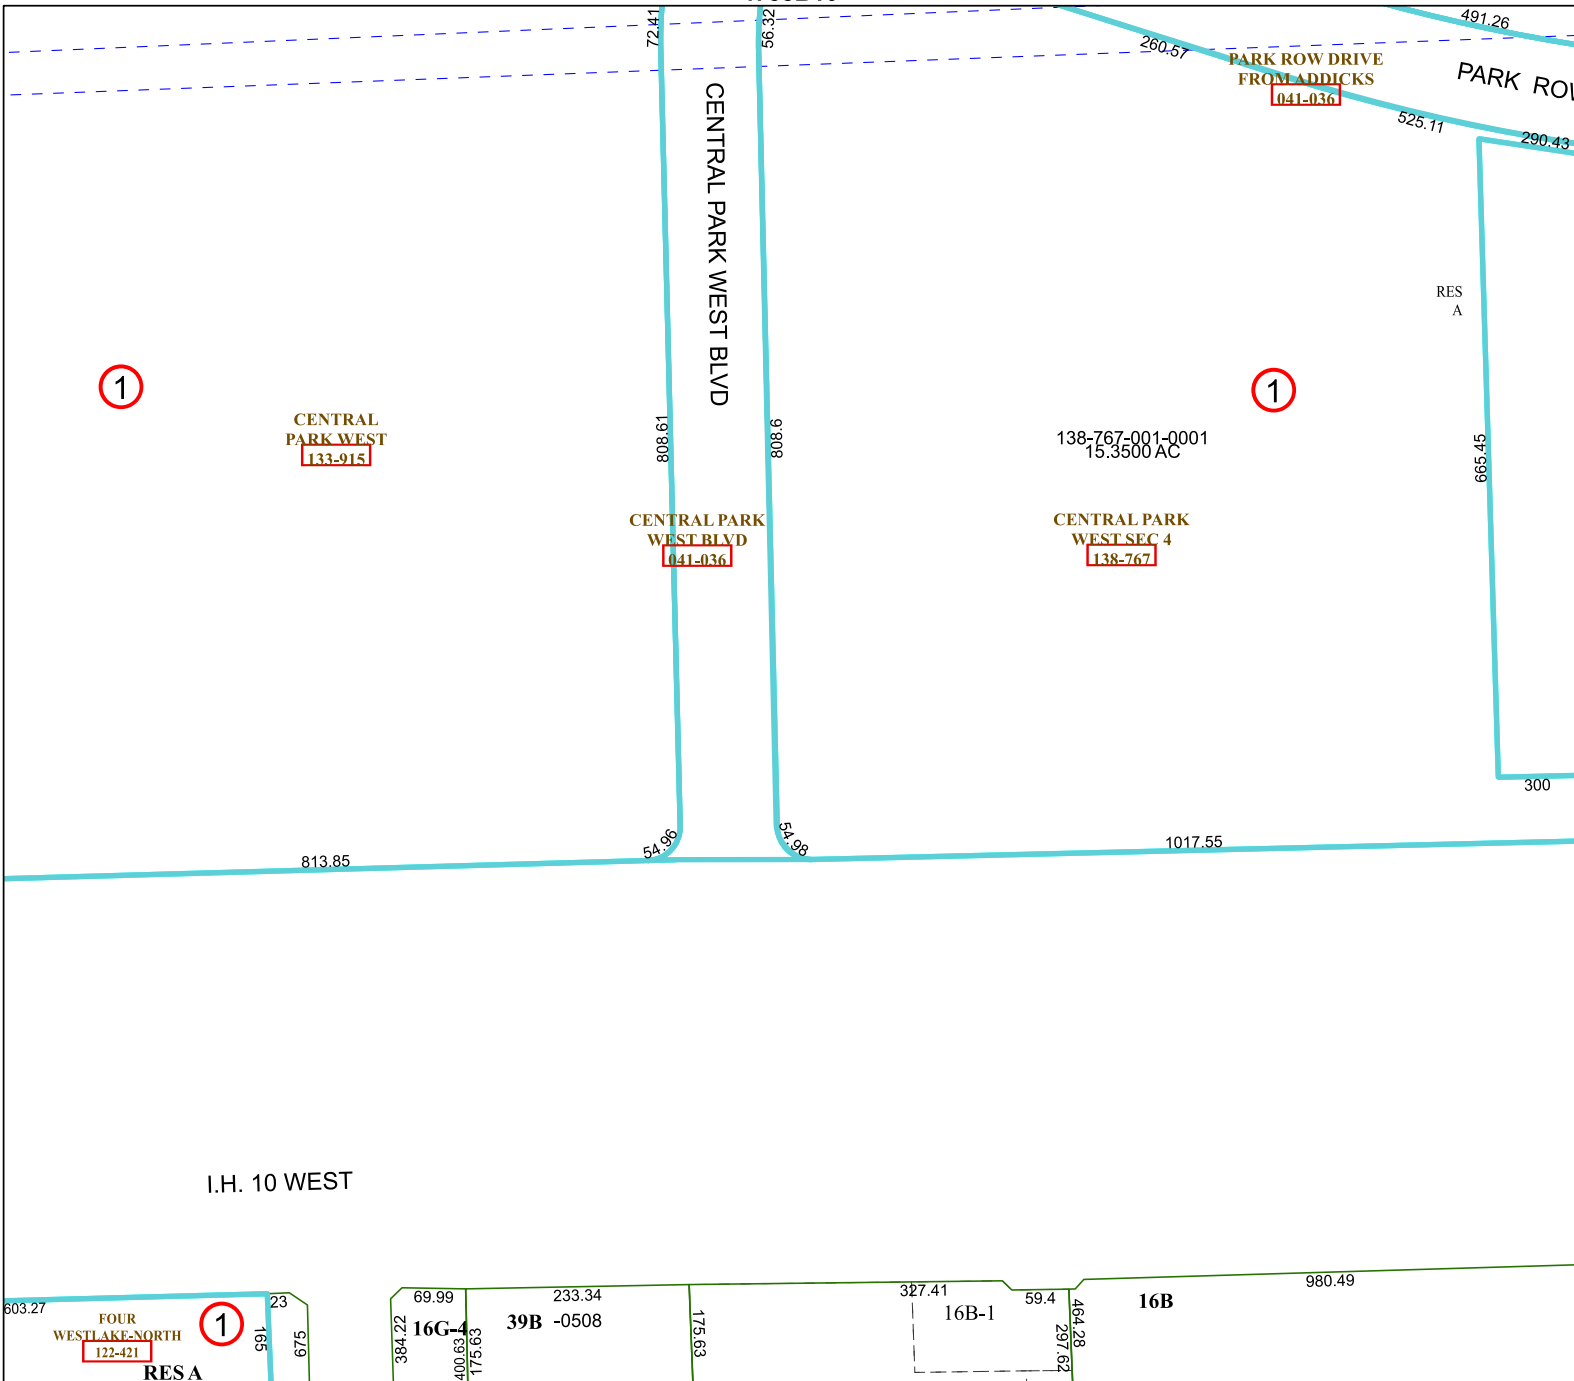 72.41
56.32
491.26
260.57
PARK ROW DRIVE
FROM ADDICKS
041-036
PARK ROW
525.11
290.43
CENTRAL PARK WEST BLVD
RES
A
1
1
CENTRAL
PARK WEST
133-915
808.61
808.6
138-767-001-0001
15.3500 AC
665.45
CENTRAL PARK
WEST BLVD
041-036
CENTRAL PARK
WEST SEC 4
138-767
300
54.96
54.98
813.85
1017.55
I.H. 10 WEST
603.27
23
69.99
233.34
327.41
59.4
980.49
FOUR
WESTLAKE-NORTH
122-421
1
165
675
384.22
16G-4
400.63
175.63
39B -0508
175.63
16B-1
464.28
297.62
16B
RES A